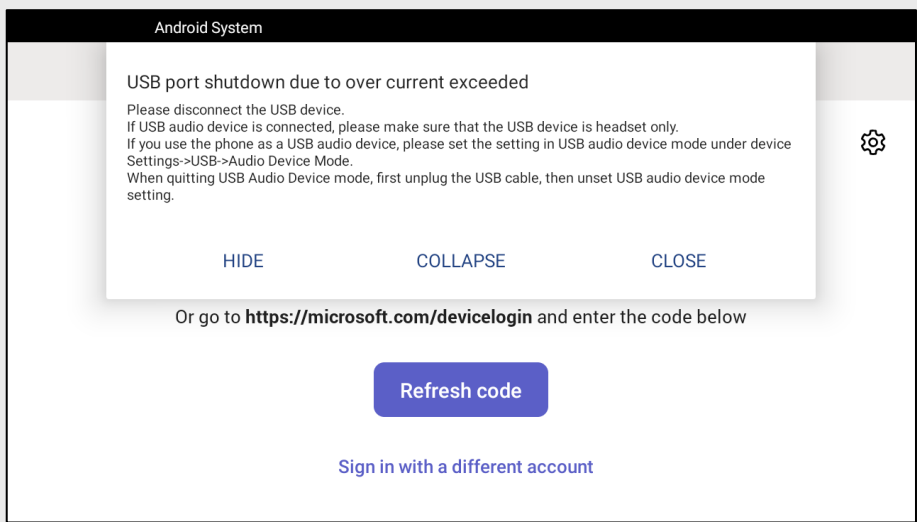 Android System
USB port shutdown due to over current exceeded
Please disconnect the USB device.
If USB audio device is connected, please make sure that the USB device is headset only.
If you use the phone as a USB audio device, please set the setting in USB audio device mode under device
Settings->USB->Audio Device Mode.
When quitting USB Audio Device mode, first unplug the USB cable, then unset USB audio device mode
setting.
HIDE COLLAPSE CLOSE
Or go to https://microsoft.com/devicelogin and enter the code below
Refresh code
Sign in with a different account